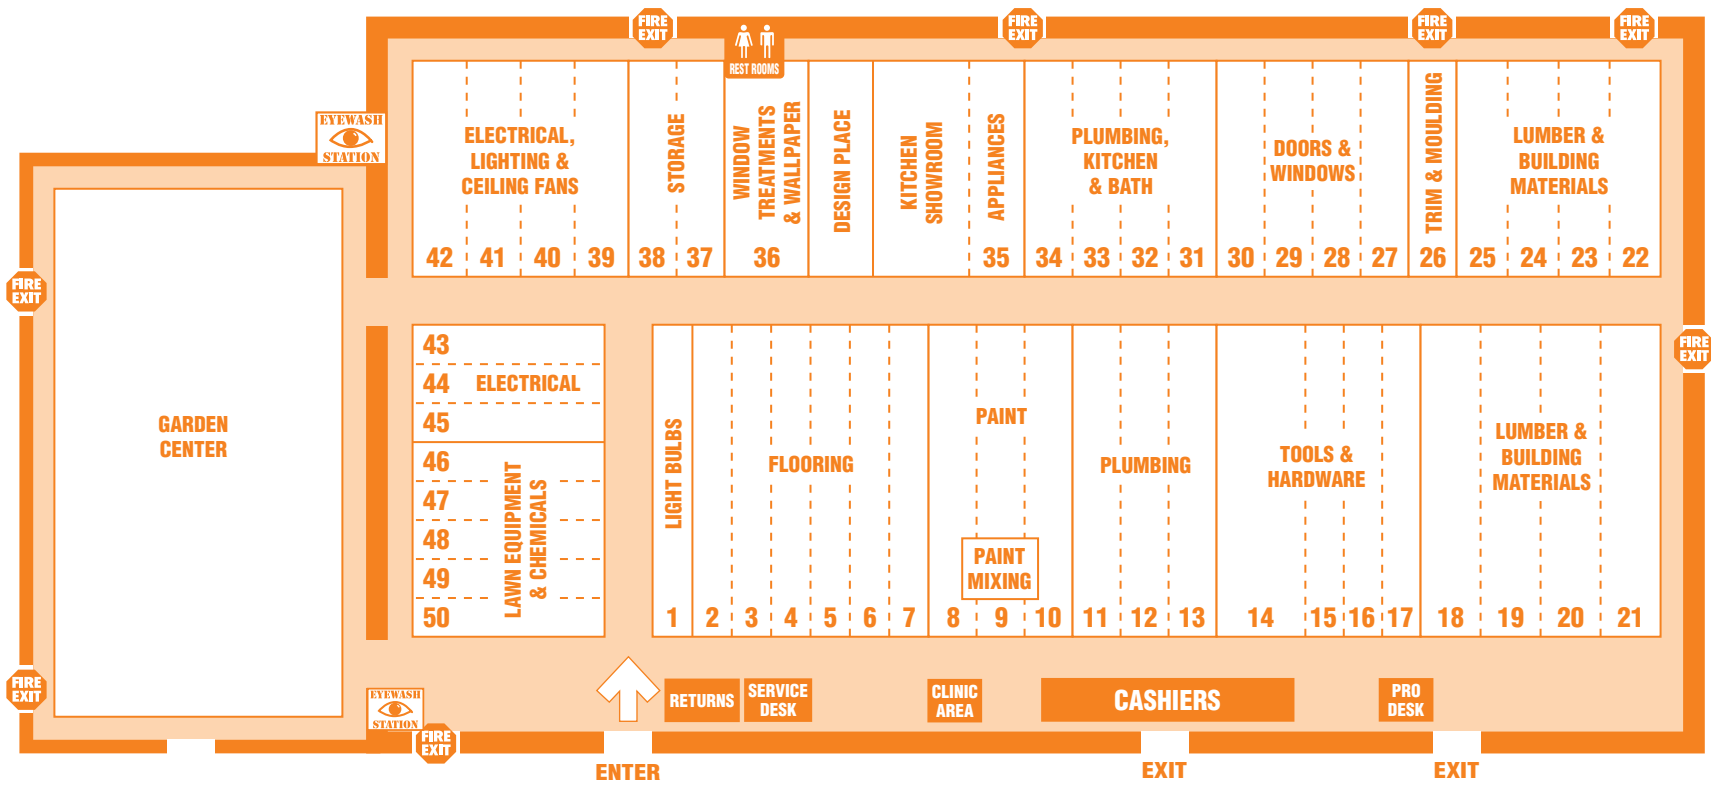 FIRE
EXIT
FIRE
EXIT
FIRE
EXIT
FIRE
EXIT
REST ROOMS
EYEWASH
STATION
ELECTRICAL,
LIGHTING &
CEILING FANS
STORAGE
WINDOW
TREATMENTS
& WALLPAPER
DESIGN PLACE
KITCHEN
SHOWROOM
APPLIANCES
PLUMBING,
KITCHEN
& BATH
DOORS &
WINDOWS
TRIM & MOULDING
LUMBER &
BUILDING
MATERIALS
42 41 40 39 38 37 36 35 34 33 32 31 30 29 28 27 26 25 24 23 22
FIRE
EXIT
FIRE
EXIT
GARDEN
CENTER
43
44 ELECTRICAL
45
46
47
48
49
50
LAWN EQUIPMENT
& CHEMICALS
LIGHT BULBS
FLOORING
PAINT
PAINT
MIXING
PLUMBING
TOOLS &
HARDWARE
LUMBER &
BUILDING
MATERIALS
1 2 3 4 5 6 7 8 9 10 11 12 13 14 15 16 17 18 19 20 21
FIRE
EXIT
EYEWASH
STATION
FIRE
EXIT
RETURNS
SERVICE
DESK
CLINIC
AREA
CASHIERS
PRO
DESK
ENTER
EXIT
EXIT